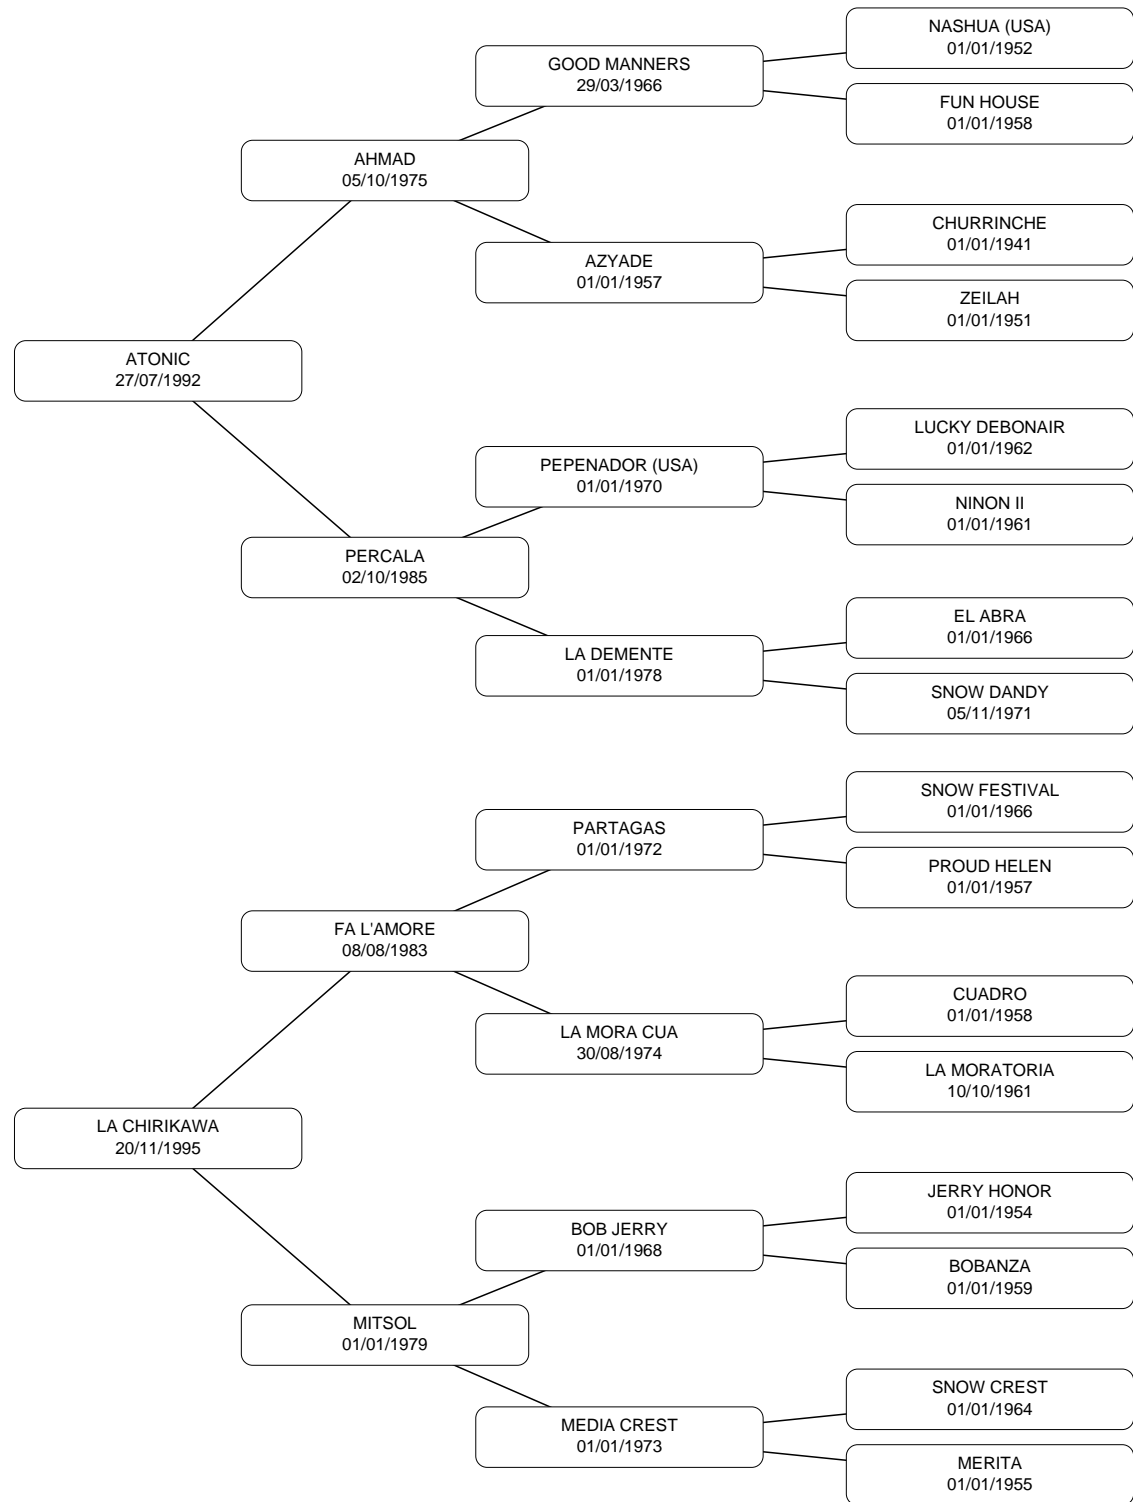 NASHUA (USA)
01/01/1952
GOOD MANNERS
29/03/1966
FUN HOUSE
01/01/1958
AHMAD
05/10/1975
CHURRINCHE
01/01/1941
AZYADE
01/01/1957
ZEILAH
01/01/1951
ATONIC
27/07/1992
LUCKY DEBONAIR
01/01/1962
PEPENADOR (USA)
01/01/1970
NINON II
01/01/1961
PERCALA
02/10/1985
EL ABRA
01/01/1966
LA DEMENTE
01/01/1978
SNOW DANDY
05/11/1971
SNOW FESTIVAL
01/01/1966
PARTAGAS
01/01/1972
PROUD HELEN
01/01/1957
FA L'AMORE
08/08/1983
CUADRO
01/01/1958
LA MORA CUA
30/08/1974
LA MORATORIA
10/10/1961
LA CHIRIKAWA
20/11/1995
JERRY HONOR
01/01/1954
BOB JERRY
01/01/1968
BOBANZA
01/01/1959
MITSOL
01/01/1979
SNOW CREST
01/01/1964
MEDIA CREST
01/01/1973
MERITA
01/01/1955